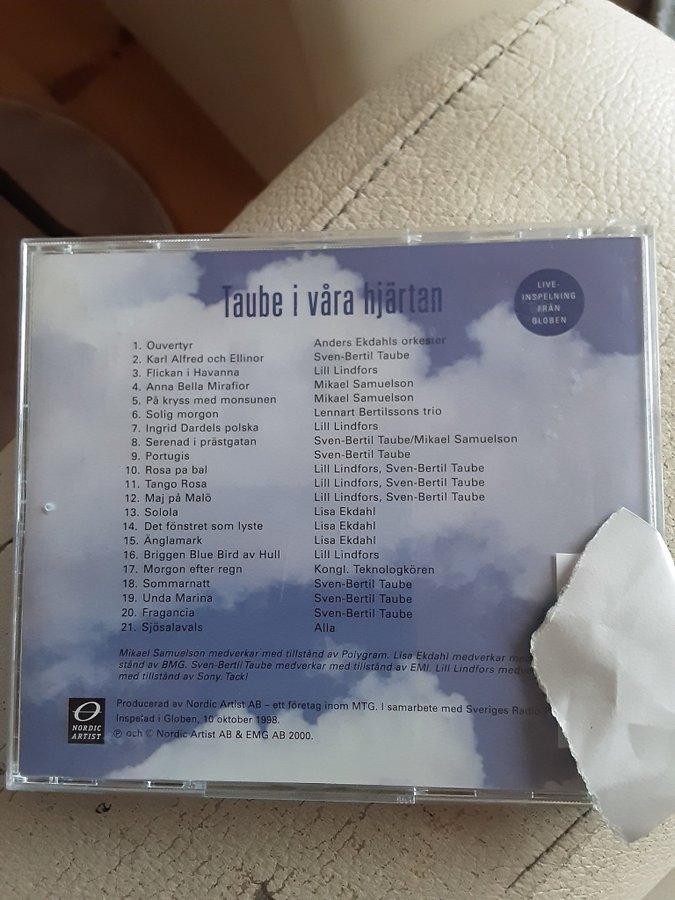 Taube i våra hjärtan
LIVE-
INSPELNING
FRÅN
GLOBEN
1. Ouvertyr Anders Ekdahls orkester
2. Karl Alfred och Ellinor Sven-Bertil Taube
3. Flickan i Havanna Lill Lindfors
4. Anna Bella Mirafior Mikael Samuelson
5. På kryss med monsunen Mikael Samuelson
6. Solig morgon Lennart Bertilssons trio
7. Ingrid Dardels polska Lill Lindfors
8. Serenad i prästgatan Sven-Bertil Taube/Mikael Samuelson
9. Portugis Sven-Bertil Taube
10. Rosa pa bal Lill Lindfors, Sven-Bertil Taube
11. Tango Rosa Lill Lindfors, Sven-Bertil Taube
12. Maj på Malö Lill Lindfors, Sven-Bertil Taube
13. Solola Lisa Ekdahl
14. Det fönstret som lyste Lisa Ekdahl
15. Änglamark Lisa Ekdahl
16. Briggen Blue Bird av Hull Lill Lindfors
17. Morgon efter regn Kongl. Teknologkören
18. Sommarnatt Sven-Bertil Taube
19. Unda Marina Sven-Bertil Taube
20. Fragancia Sven-Bertil Taube
21. Sjösalavals Alla
Mikael Samuelson medverkar med tillstånd av Polygram. Lisa Ekdahl medverkar
stånd av BMG. Sven-Bertil Taube medverkar med tillstånd av EMI. Lill Lindfors
med tillstånd av Sony. Tack!
NORDIC
ARTIST
Producerad av Nordic Artist AB – ett företag inom MTG. I samarbete med Sveriges Radio
Inspelad i Globen, 10 oktober 1998.
℗ och © Nordic Artist AB & EMG AB 2000.